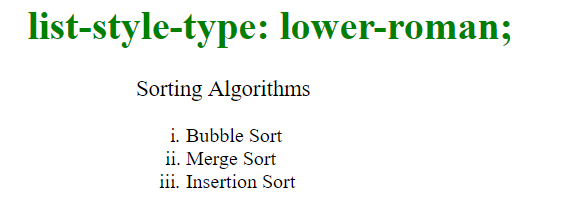 list-style-type: lower-roman;
Sorting Algorithms
i. Bubble Sort
ii. Merge Sort
iii. Insertion Sort